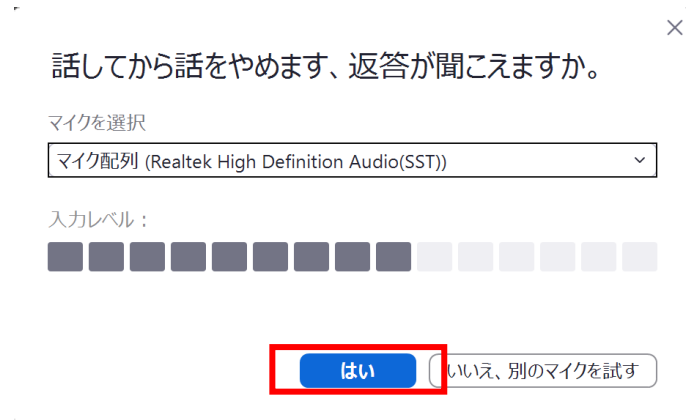 話してから話をやめます、返答が聞こえますか。
マイクを選択
マイク配列 (Realtek High Definition Audio(SST))
入力レベル：
はい
いいえ、別のマイクを試す